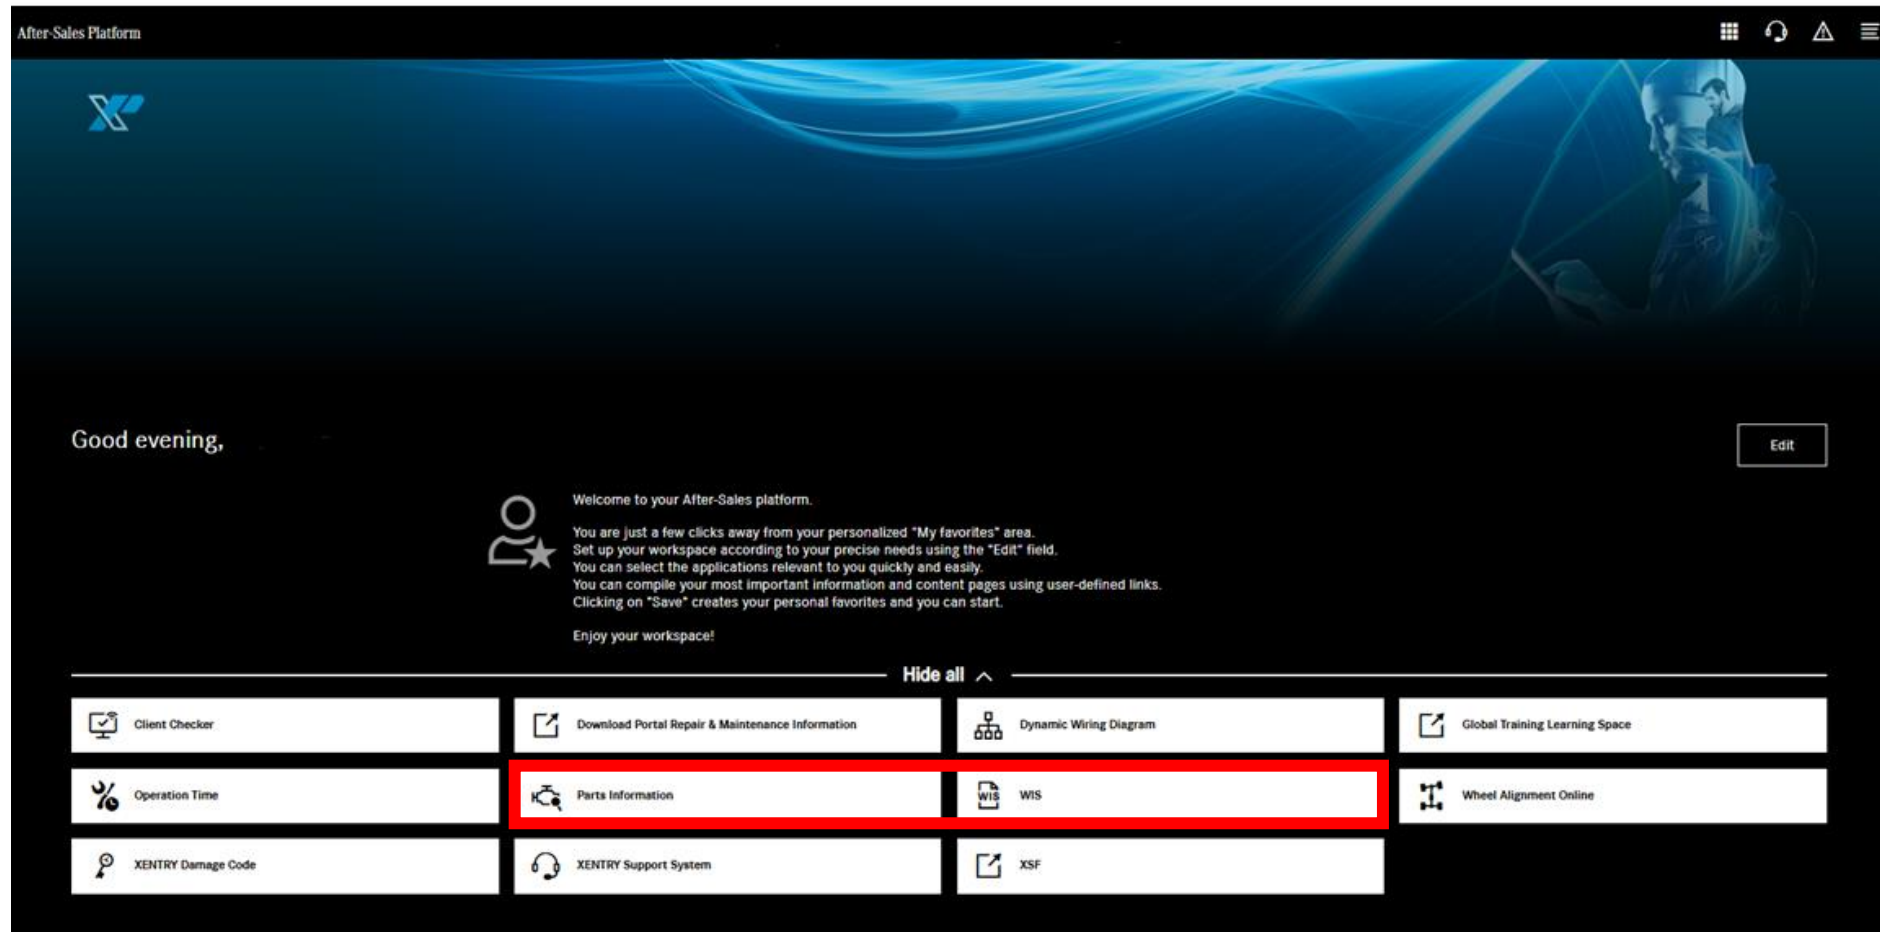 After-Sales Platform
Good evening,
Edit
Welcome to your After-Sales platform.
You are just a few clicks away from your personalized "My favorites" area.
Set up your workspace according to your precise needs using the "Edit" field.
You can select the applications relevant to you quickly and easily.
You can compile your most important information and content pages using user-defined links.
Clicking on "Save" creates your personal favorites and you can start.
Enjoy your workspace!
Hide all
Client Checker
Download Portal Repair & Maintenance Information
Dynamic Wiring Diagram
Global Training Learning Space
Operation Time
Parts Information
WIS
WIS
Wheel Alignment Online
XENTRY Damage Code
XENTRY Support System
XSF